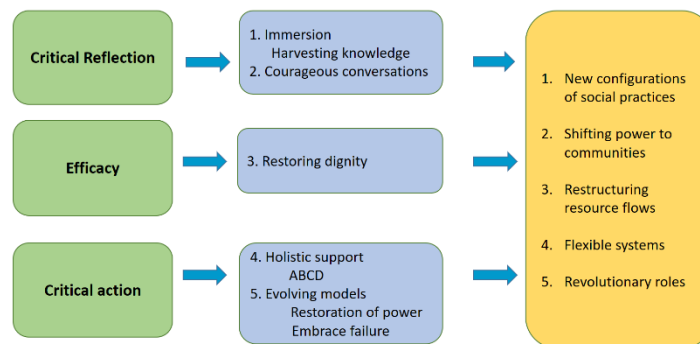 Critical Reflection
1. Immersion
Harvesting knowledge
2. Courageous conversations
Efficacy
3. Restoring dignity
Critical action
4. Holistic support
ABCD
5. Evolving models
Restoration of power
Embrace failure
1. New configurations
of social practices
2. Shifting power to
communities
3. Restructuring
resource flows
4. Flexible systems
5. Revolutionary roles